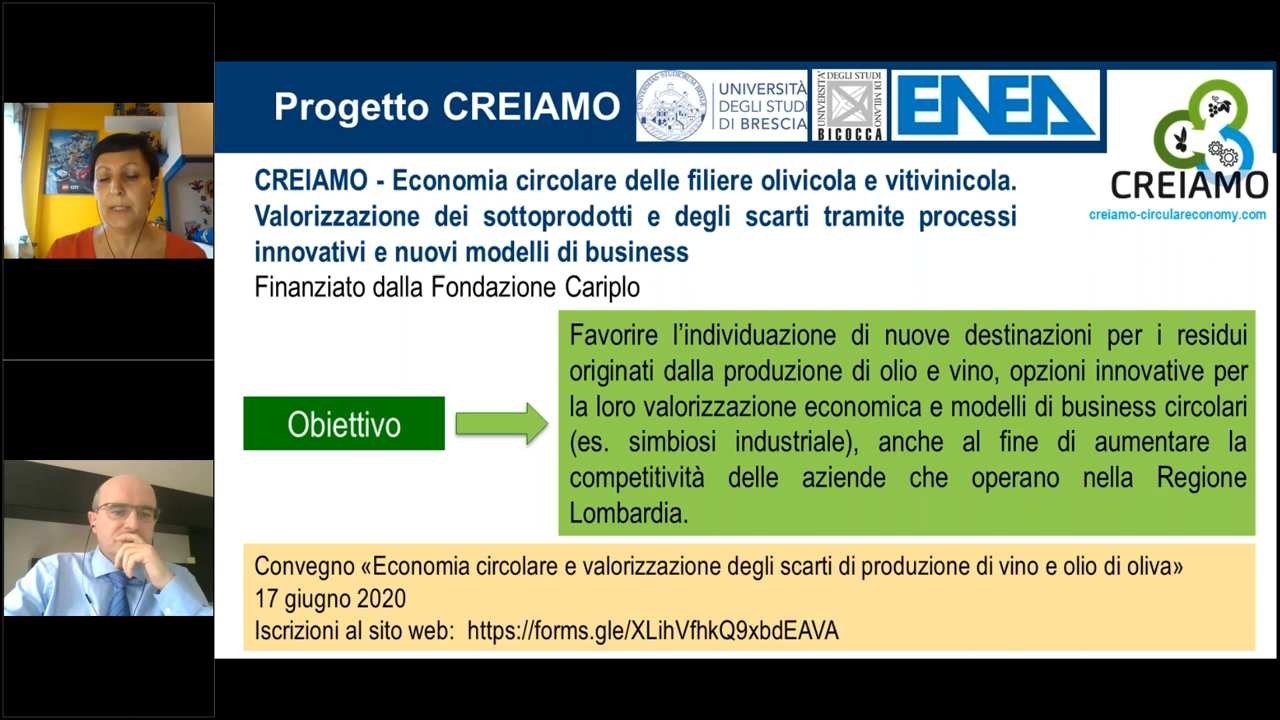 Progetto CREIAMO
UNIVERSITÀ
DEGLI STUDI
DI BRESCIA
UNIVERSITÀ
DEGLI STUDI
DI MILANO
BICOCCA
ENEA
CREIAMO
creiamo-circulareconomy.com
CREIAMO - Economia circolare delle filiere olivicola e vitivinicola.
Valorizzazione dei sottoprodotti e degli scarti tramite processi
innovativi e nuovi modelli di business
Finanziato dalla Fondazione Cariplo
Obiettivo
Favorire l'individuazione di nuove destinazioni per i residui
originati dalla produzione di olio e vino, opzioni innovative per
la loro valorizzazione economica e modelli di business circolari
(es. simbiosi industriale), anche al fine di aumentare la
competitività delle aziende che operano nella Regione
Lombardia.
Convegno «Economia circolare e valorizzazione degli scarti di produzione di vino e olio di oliva»
17 giugno 2020
Iscrizioni al sito web: https://forms.gle/XLihVfhkQ9xbdEAVA